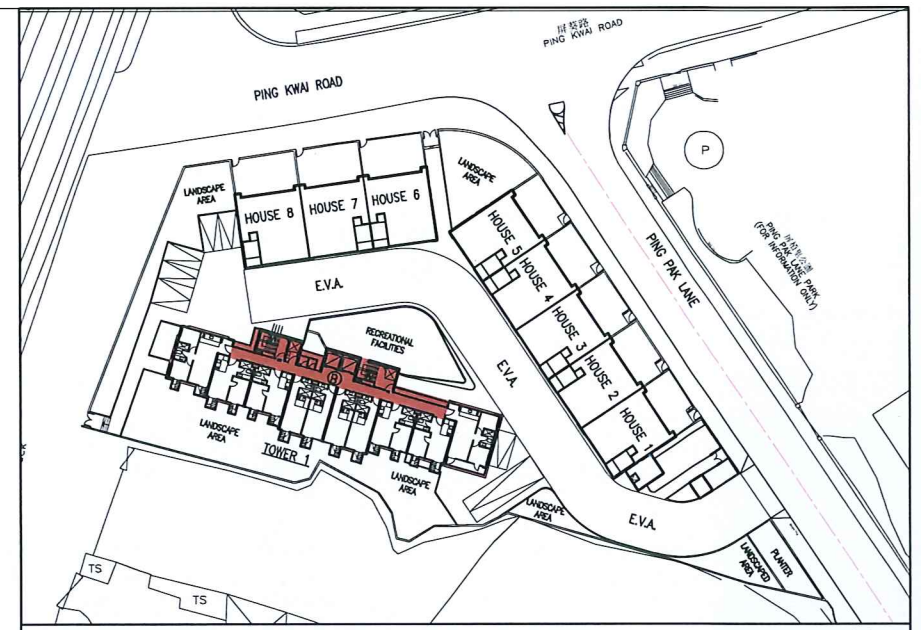 屏葵路
PING KWAI ROAD
PING KWAI ROAD
P
LANDSCAPE
AREA
LANDSCAPE
AREA
HOUSE 8
HOUSE 7
HOUSE 6
HOUSE 5
HOUSE 4
HOUSE 3
HOUSE 2
HOUSE 1
PING PAK LANE
屏柏里公園
PING PAK LANE PARK
(FOR INFORMATION
ONLY)
E.V.A.
RECREATIONAL
FACILITIES
E.V.A.
LANDSCAPE
AREA
TOWER 1
LANDSCAPE
AREA
LANDSCAPE
AREA
E.V.A.
LANDSCAPED
AREA
PLANTER
TS
TS